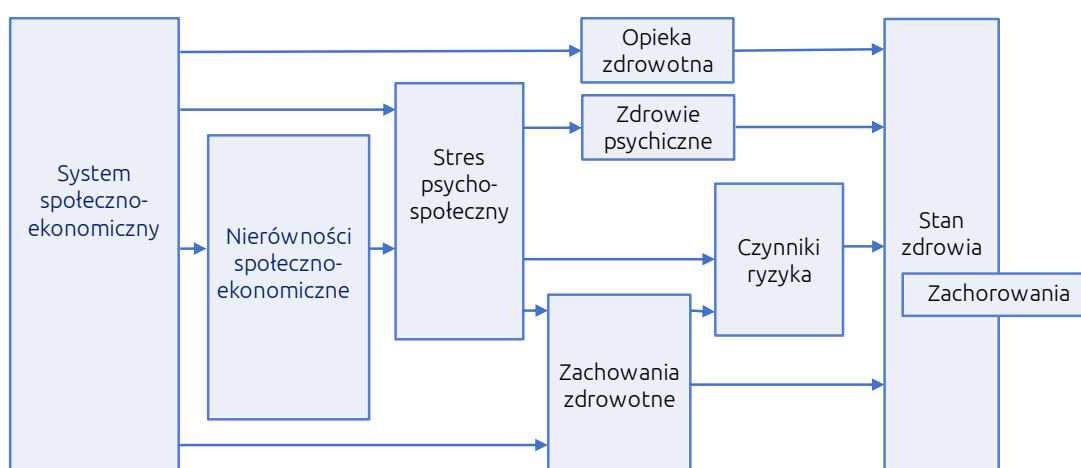 System
społeczno-
ekonomiczny
Nierówności
społeczno-
ekonomiczne
Stres
psycho-
społeczny
Opieka
zdrowotna
Zdrowie
psychiczne
Czynniki
ryzyka
Zachowania
zdrowotne
Stan
zdrowia
Zachorowania